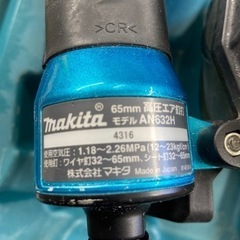 >CR<
65mm 高圧エア釘打
makita モデル AN632H
4316
使用空気圧：1.18～2.26MPa(12～23kgf/cm²)
使用釘：ワイヤ釘32～65mm、シート釘32～65mm
株式会社 マキタ Made in Japan